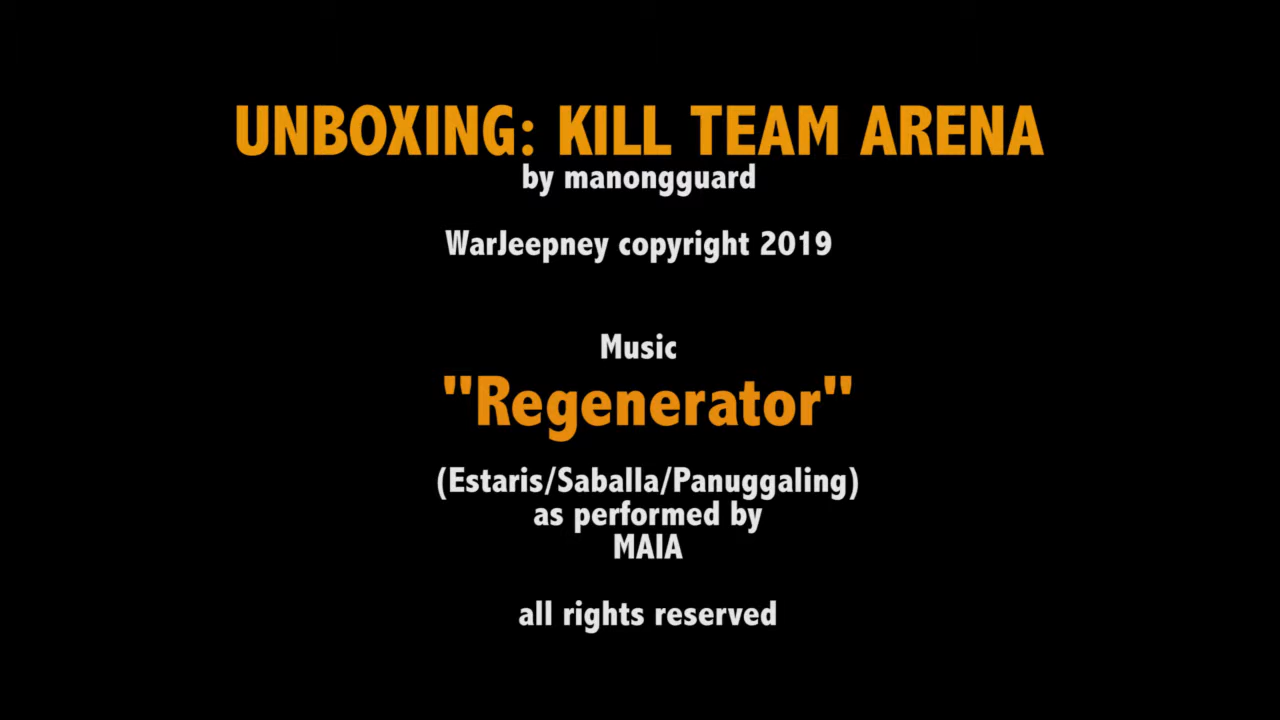 UNBOXING: KILL TEAM ARENA
by manongguard
WarJeepney copyright 2019
Music
"Regenerator"
(Estaris/Saballa/Panuggaling)
as performed by
MAIA
all rights reserved